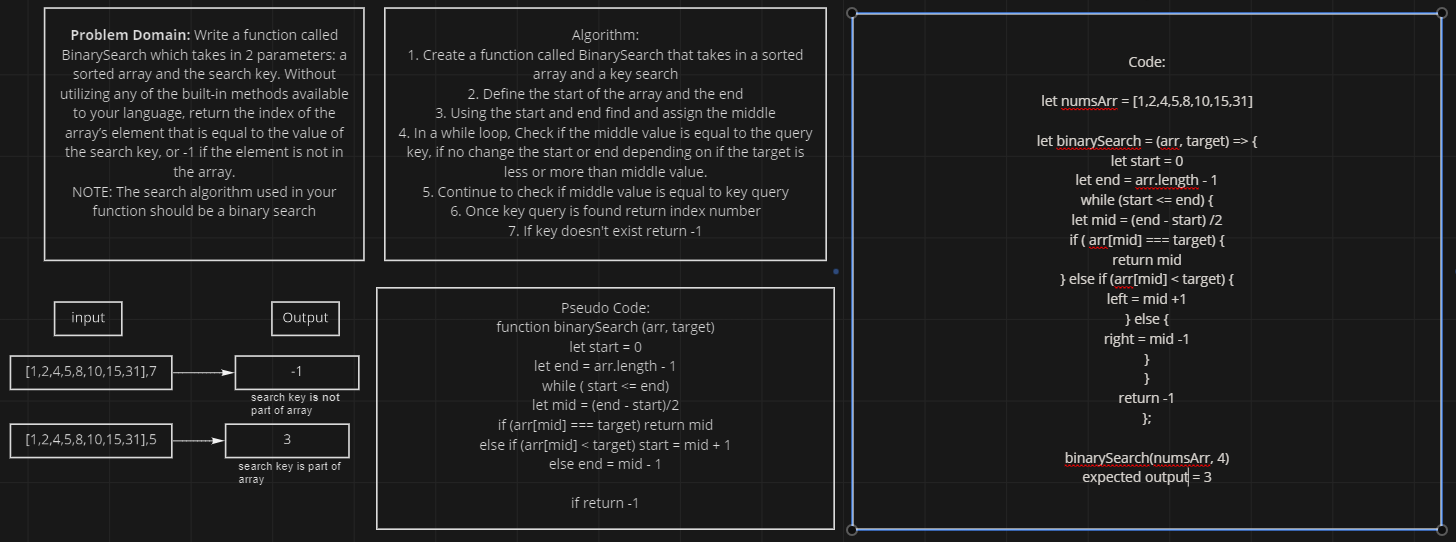 Problem Domain: Write a function called
BinarySearch which takes in 2 parameters: a
sorted array and the search key. Without
utilizing any of the built-in methods available
to your language, return the index of the
array's element that is equal to the value of
the search key, or -1 if the element is not in
the array.
NOTE: The search algorithm used in your
function should be a binary search
Algorithm:
1. Create a function called BinarySearch that takes in a sorted
array and a key search
2. Define the start of the array and the end
3. Using the start and end find and assign the middle
4. In a while loop, Check if the middle value is equal to the query
key, if no change the start or end depending on if the target is
less or more than middle value.
5. Continue to check if middle value is equal to key query
6. Once key query is found return index number
7. If key doesn't exist return -1
input
Output
[1,2,4,5,8,10,15,31],7
-1
search key is not
part of array
[1,2,4,5,8,10,15,31],5
3
search key is part of
array
Pseudo Code:
function binarySearch (arr, target)
let start = 0
let end = arr.length - 1
while ( start <= end)
let mid = (end - start)/2
if (arr[mid] === target) return mid
else if (arr[mid] < target) start = mid + 1
else end = mid - 1
if return -1
Code:
let numsArr = [1,2,4,5,8,10,15,31]
let binarySearch = (arr, target) => {
let start = 0
let end = arr.length - 1
while (start <= end) {
let mid = (end - start) /2
if ( arr[mid] === target) {
return mid
} else if (arr[mid] < target) {
left = mid +1
} else {
right = mid -1
}
}
return -1
};
binarySearch(numsArr, 4)
expected output = 3